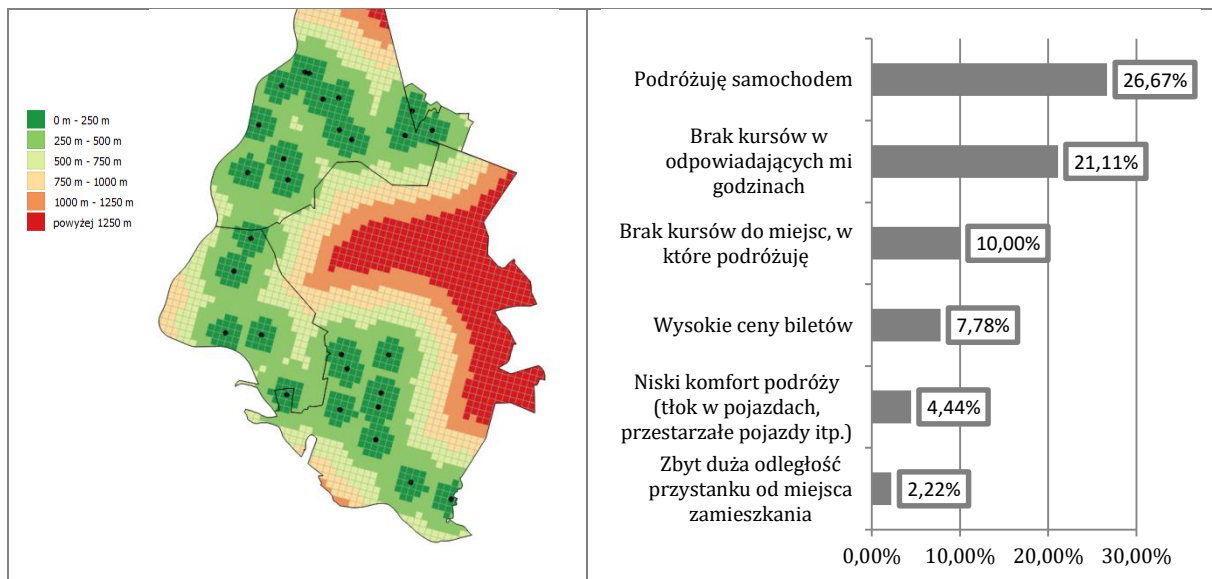 0 m - 250 m
250 m - 500 m
500 m - 750 m
750 m - 1000 m
1000 m - 1250 m
powyżej 1250 m
Podróżuję samochodem
26,67%
Brak kursów w
odpowiadających mi
godzinach
21,11%
Brak kursów do miejsc, w
które podróżuję
10,00%
Wysokie ceny biletów
7,78%
Niski komfort podróży
(tłok w pojazdach,
przestarzałe pojazdy itp.)
4,44%
Zbyt duża odległość
przystanku od miejsca
zamieszkania
2,22%
0,00% 10,00% 20,00% 30,00%